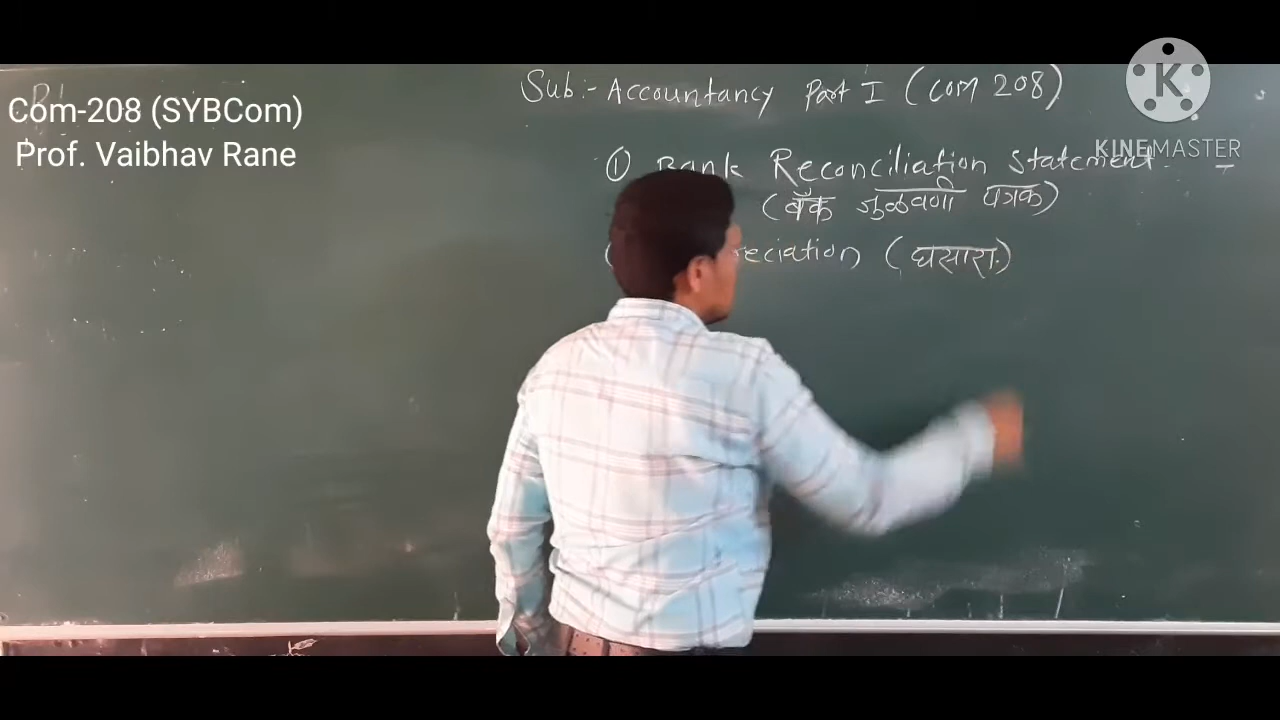 Com-208 (SYBCom)
Prof. Vaibhav Rane
KINEMASTER
Sub:- Accountancy Part I (Com 208)
① Bank Reconciliation Statement.
(बँक जुळवणी पत्रक)
reciation (घसारा.)